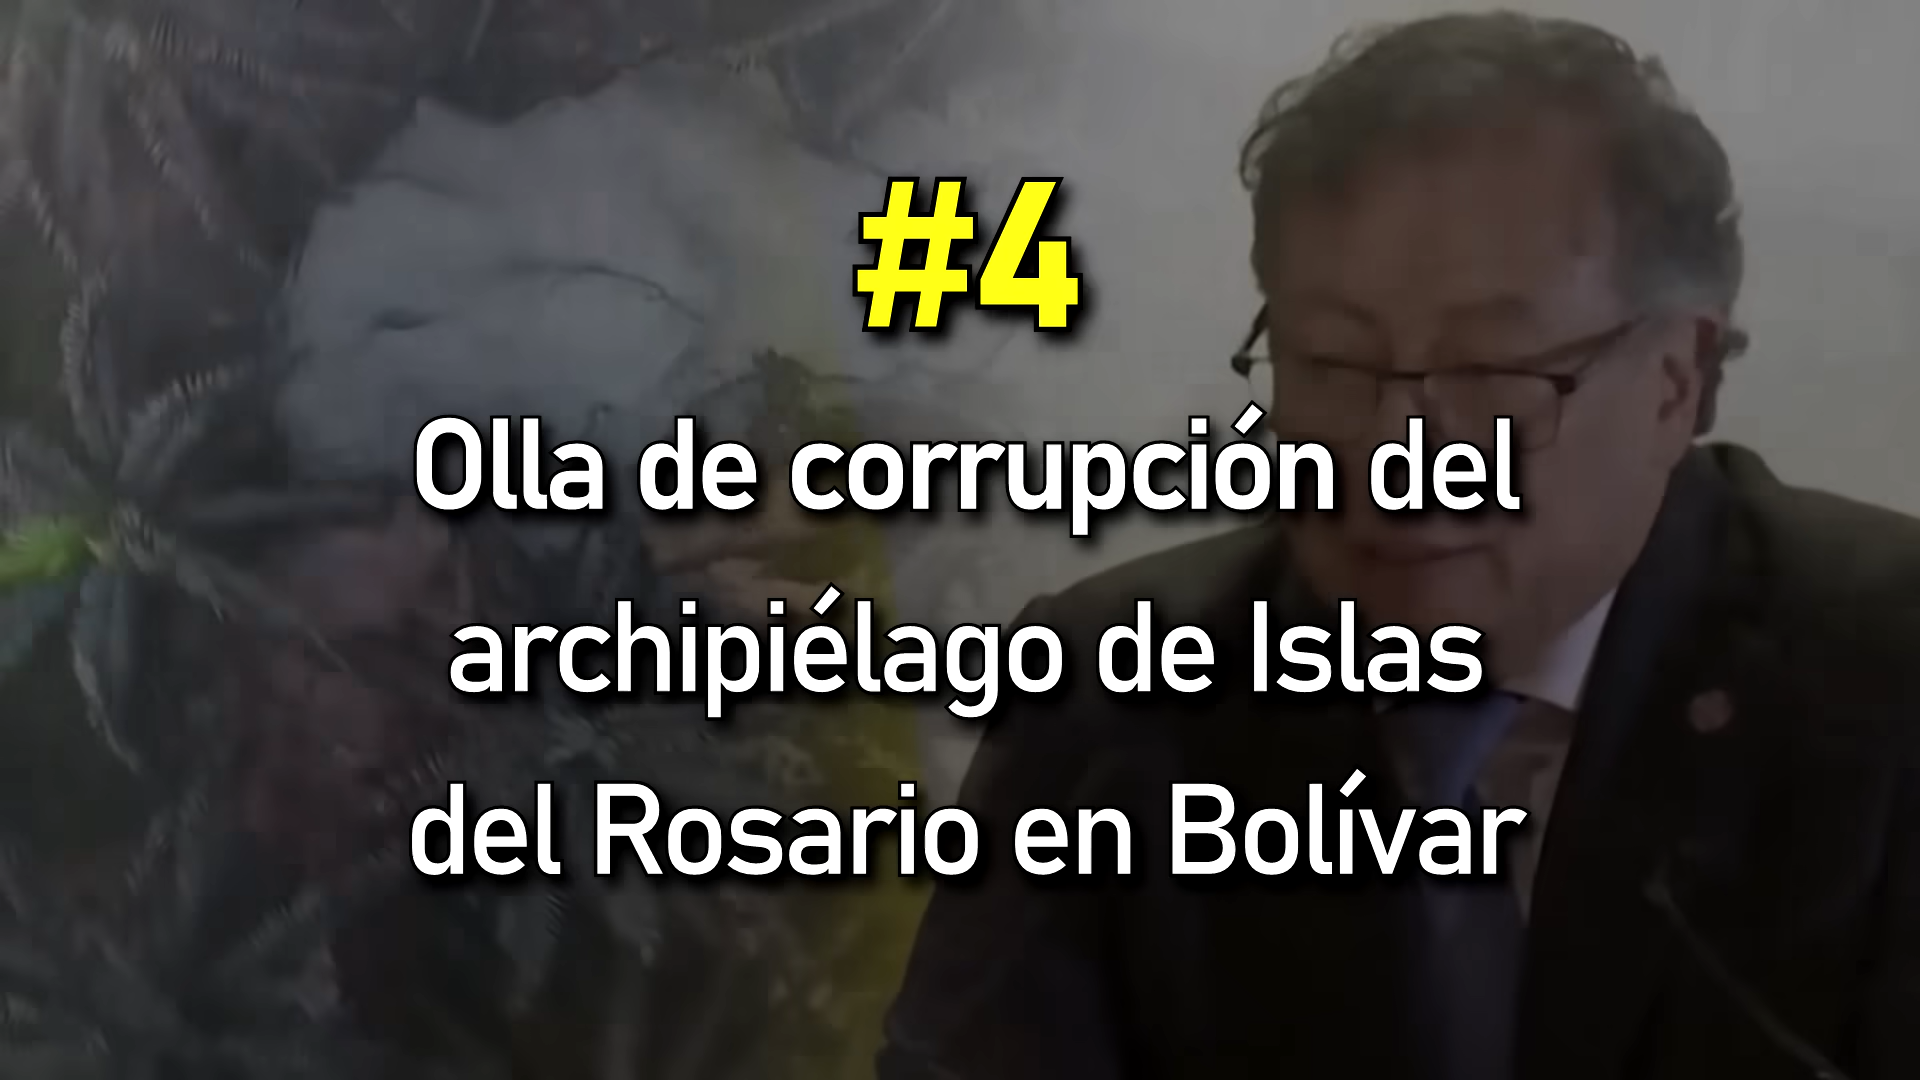 #4
Olla de corrupción del
archipiélago de Islas
del Rosario en Bolívar